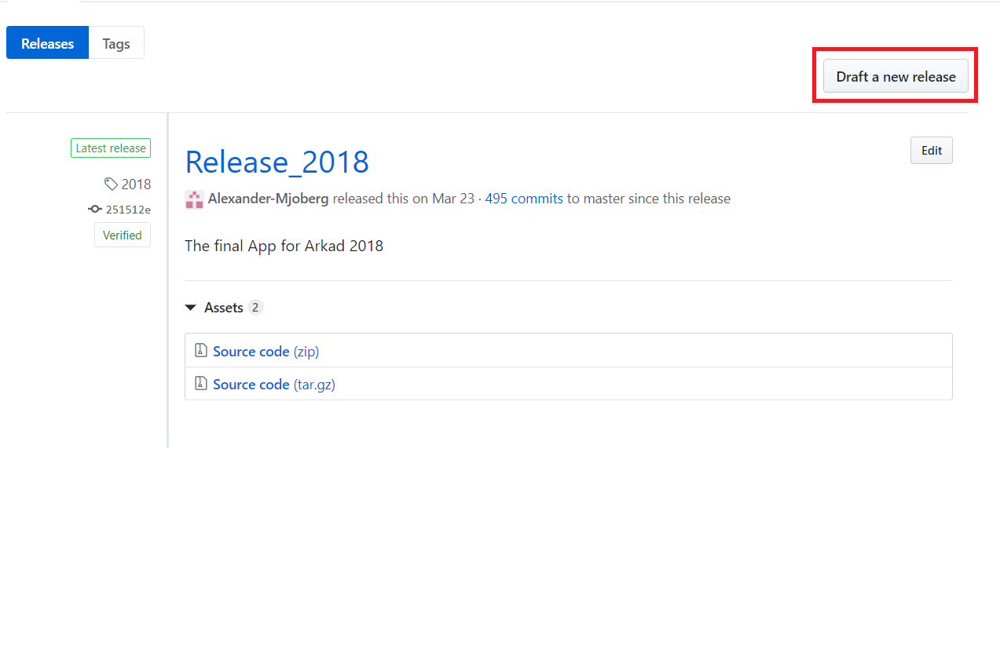 Releases Tags
Draft a new release
Latest release
2018
251512e
Verified
Release_2018
Edit
Alexander-Mjoberg released this on Mar 23 · 495 commits to master since this release
The final App for Arkad 2018
Assets 2
Source code (zip)
Source code (tar.gz)